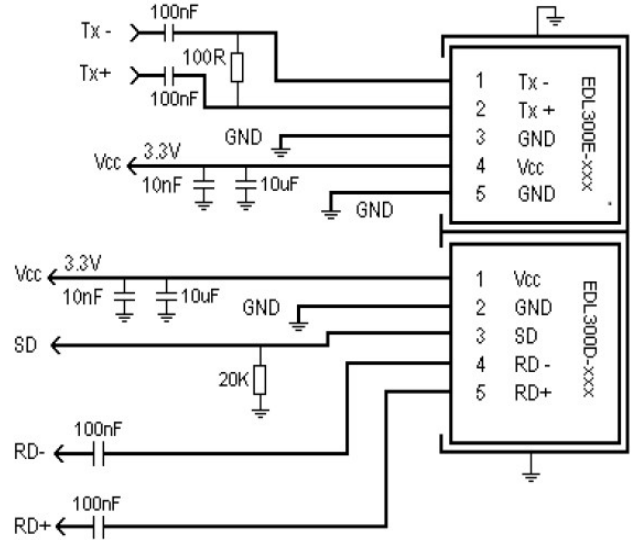 100nF
Tx -
100R
Tx+
100nF
GND
Vcc
3.3V
10nF
10uF
GND
1 Tx -
2 Tx +
3 GND
4 Vcc
5 GND
EDL300E-XXX
Vcc
3.3V
10nF
10uF
GND
SD
20K
100nF
RD-
100nF
RD+
1 Vcc
2 GND
3 SD
4 RD -
5 RD+
EDL300D-XXX